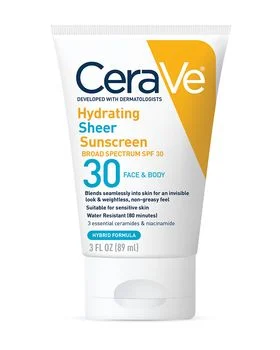 CeraVe
DEVELOPED WITH DERMATOLOGISTS
Hydrating
Sheer
Sunscreen
BROAD SPECTRUM SPF 30
30 FACE & BODY
Blends seamlessly into skin for an invisible
look & weightless, non-greasy feel
Suitable for sensitive skin
Water Resistant (80 minutes)
3 essential ceramides & niacinamide
HYBRID FORMULA
3 FL OZ (89 ml)